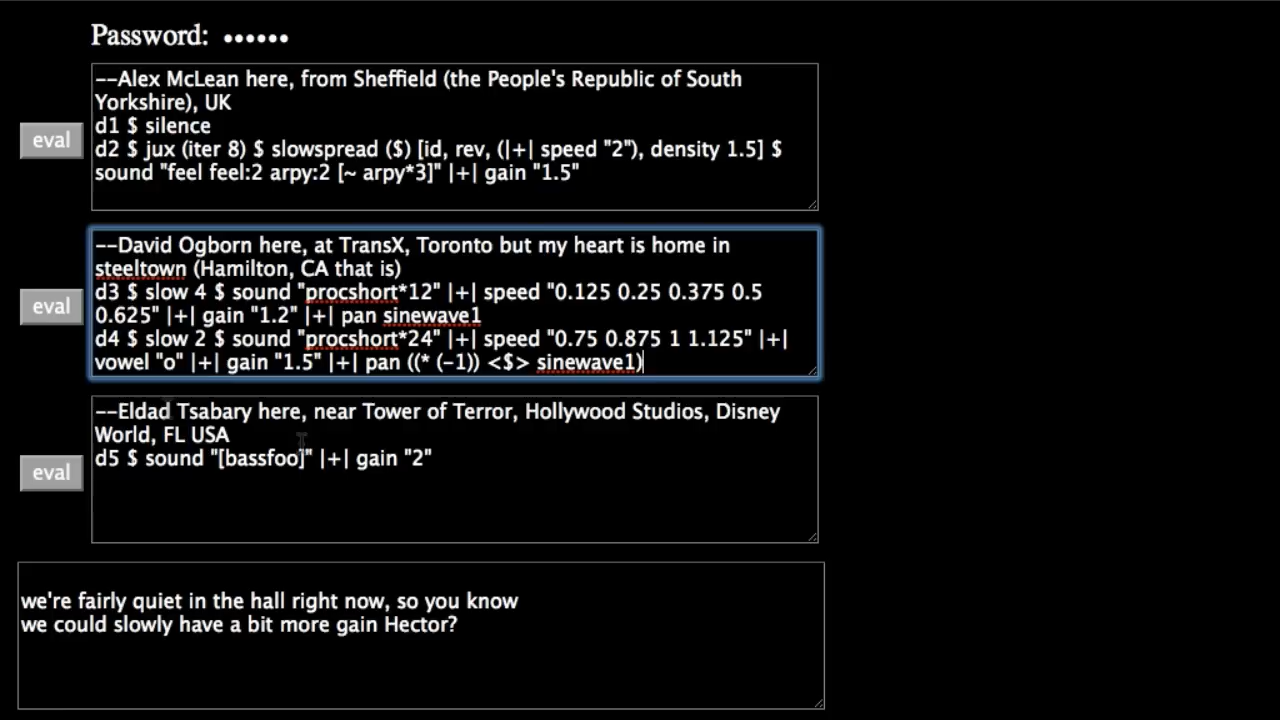 Password: ••••••
--Alex McLean here, from Sheffield (the People's Republic of South
Yorkshire), UK
d1 $ silence
d2 $ jux (iter 8) $ slowspread ($) [id, rev, (|+| speed "2"), density 1.5] $
sound "feel feel:2 arpy:2 [~ arpy*3]" |+| gain "1.5"
eval
--David Ogborn here, at TransX, Toronto but my heart is home in
steeltown (Hamilton, CA that is)
d3 $ slow 4 $ sound "procshort*12" |+| speed "0.125 0.25 0.375 0.5
0.625" |+| gain "1.2" |+| pan sinewave1
d4 $ slow 2 $ sound "procshort*24" |+| speed "0.75 0.875 1 1.125" |+|
vowel "o" |+| gain "1.5" |+| pan ((* (-1)) <$> sinewave1)
eval
--Eldad Tsabary here, near Tower of Terror, Hollywood Studios, Disney
World, FL USA
d5 $ sound "[bassfoo]" |+| gain "2"
eval
we're fairly quiet in the hall right now, so you know
we could slowly have a bit more gain Hector?